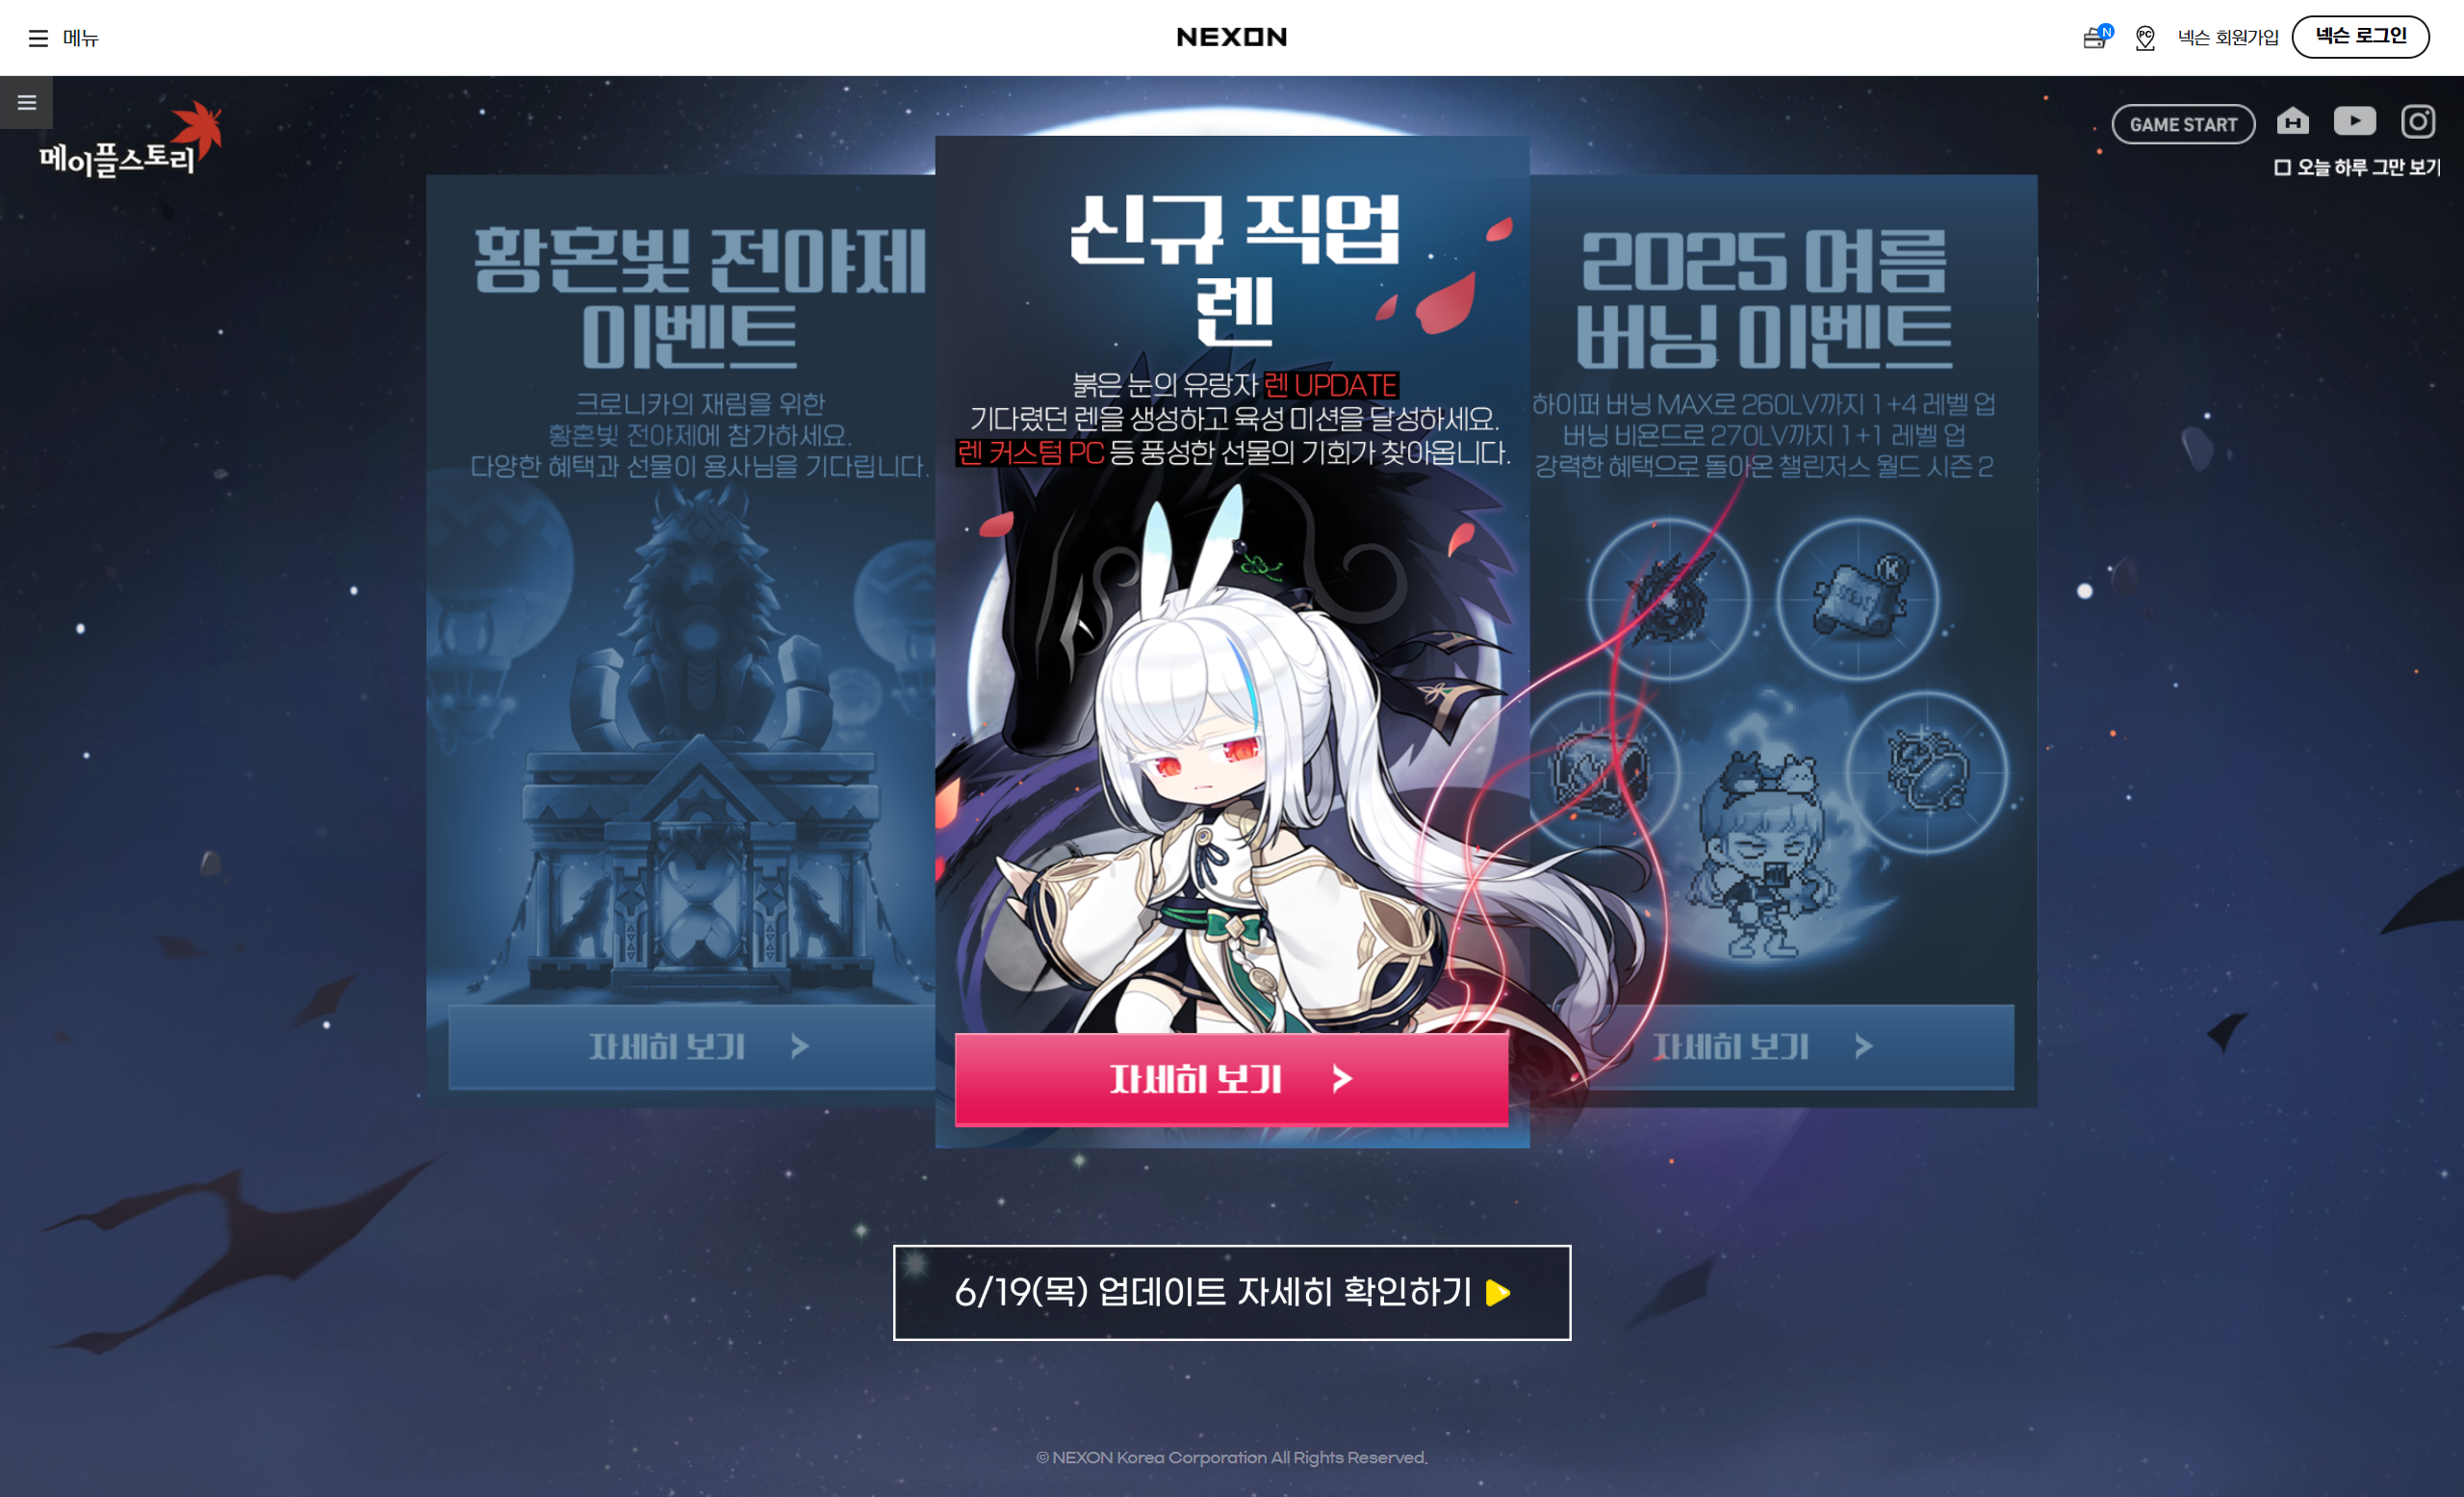 메뉴
NEXON
N
PC
넥슨 회원가입
넥슨 로그인
메이플스토리
GAME START
H
오늘 하루 그만 보기
황혼빛 전야제
이벤트
크로니카의 재림을 위한
황혼빛 전야제에 참가하세요.
다양한 혜택과 선물이 용사님을 기다립니다.
자세히 보기 >
신규 직업
렌
붉은 눈의 유랑자 렌 UPDATE
기다렸던 렌을 생성하고 육성 미션을 달성하세요.
렌 커스텀 PC 등 풍성한 선물의 기회가 찾아옵니다.
자세히 보기 >
2025 여름
버닝 이벤트
하이퍼 버닝 MAX로 260LV까지 1+4 레벨 업
버닝 비욘드로 270LV까지 1+1 레벨 업
강력한 혜택으로 돌아온 챌린저스 월드 시즌 2
K
자세히 보기 >
6/19(목) 업데이트 자세히 확인하기
© NEXON Korea Corporation All Rights Reserved.